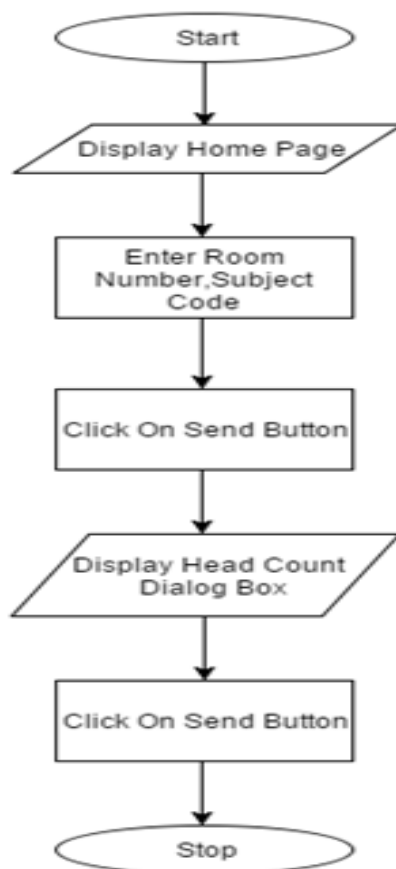 Start
Display Home Page
Enter Room
Number,Subject
Code
Click On Send Button
Display Head Count
Dialog Box
Click On Send Button
Stop